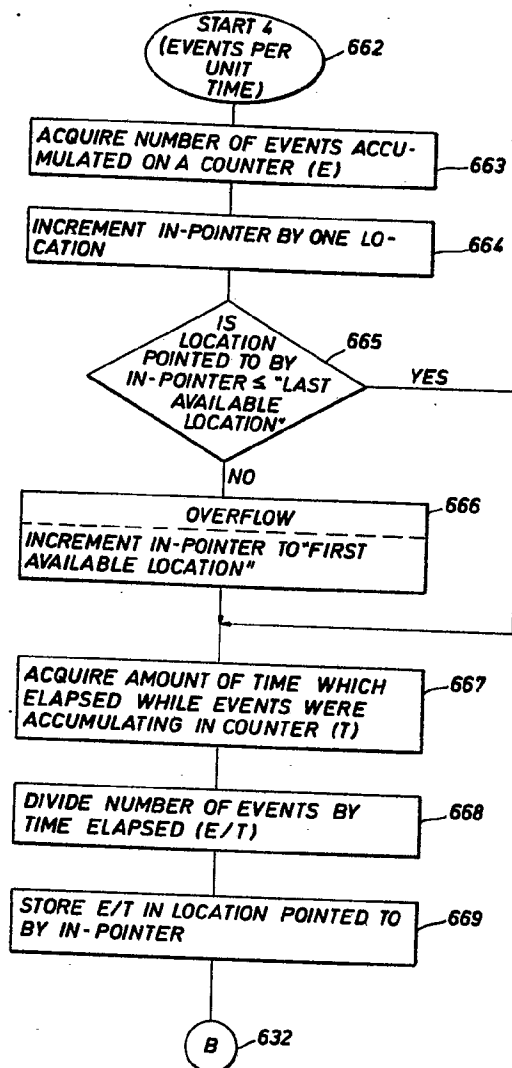 START 4
(EVENTS PER
UNIT
TIME)
662
ACQUIRE NUMBER OF EVENTS ACCU-
MULATED ON A COUNTER (E)
663
INCREMENT IN-POINTER BY ONE LO-
CATION
664
IS
LOCATION
POINTED TO BY
IN-POINTER ≤ "LAST
AVAILABLE
LOCATION"
665
YES
NO
OVERFLOW
666
INCREMENT IN-POINTER TO "FIRST
AVAILABLE LOCATION"
ACQUIRE AMOUNT OF TIME WHICH
ELAPSED WHILE EVENTS WERE
ACCUMULATING IN COUNTER (T)
667
DIVIDE NUMBER OF EVENTS BY
TIME ELAPSED (E/T)
668
STORE E/T IN LOCATION POINTED TO
BY IN-POINTER
669
B
632